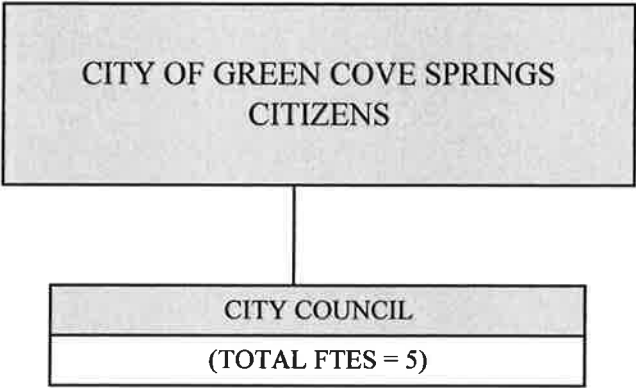 CITY OF GREEN COVE SPRINGS
CITIZENS
CITY COUNCIL
(TOTAL FTES = 5)